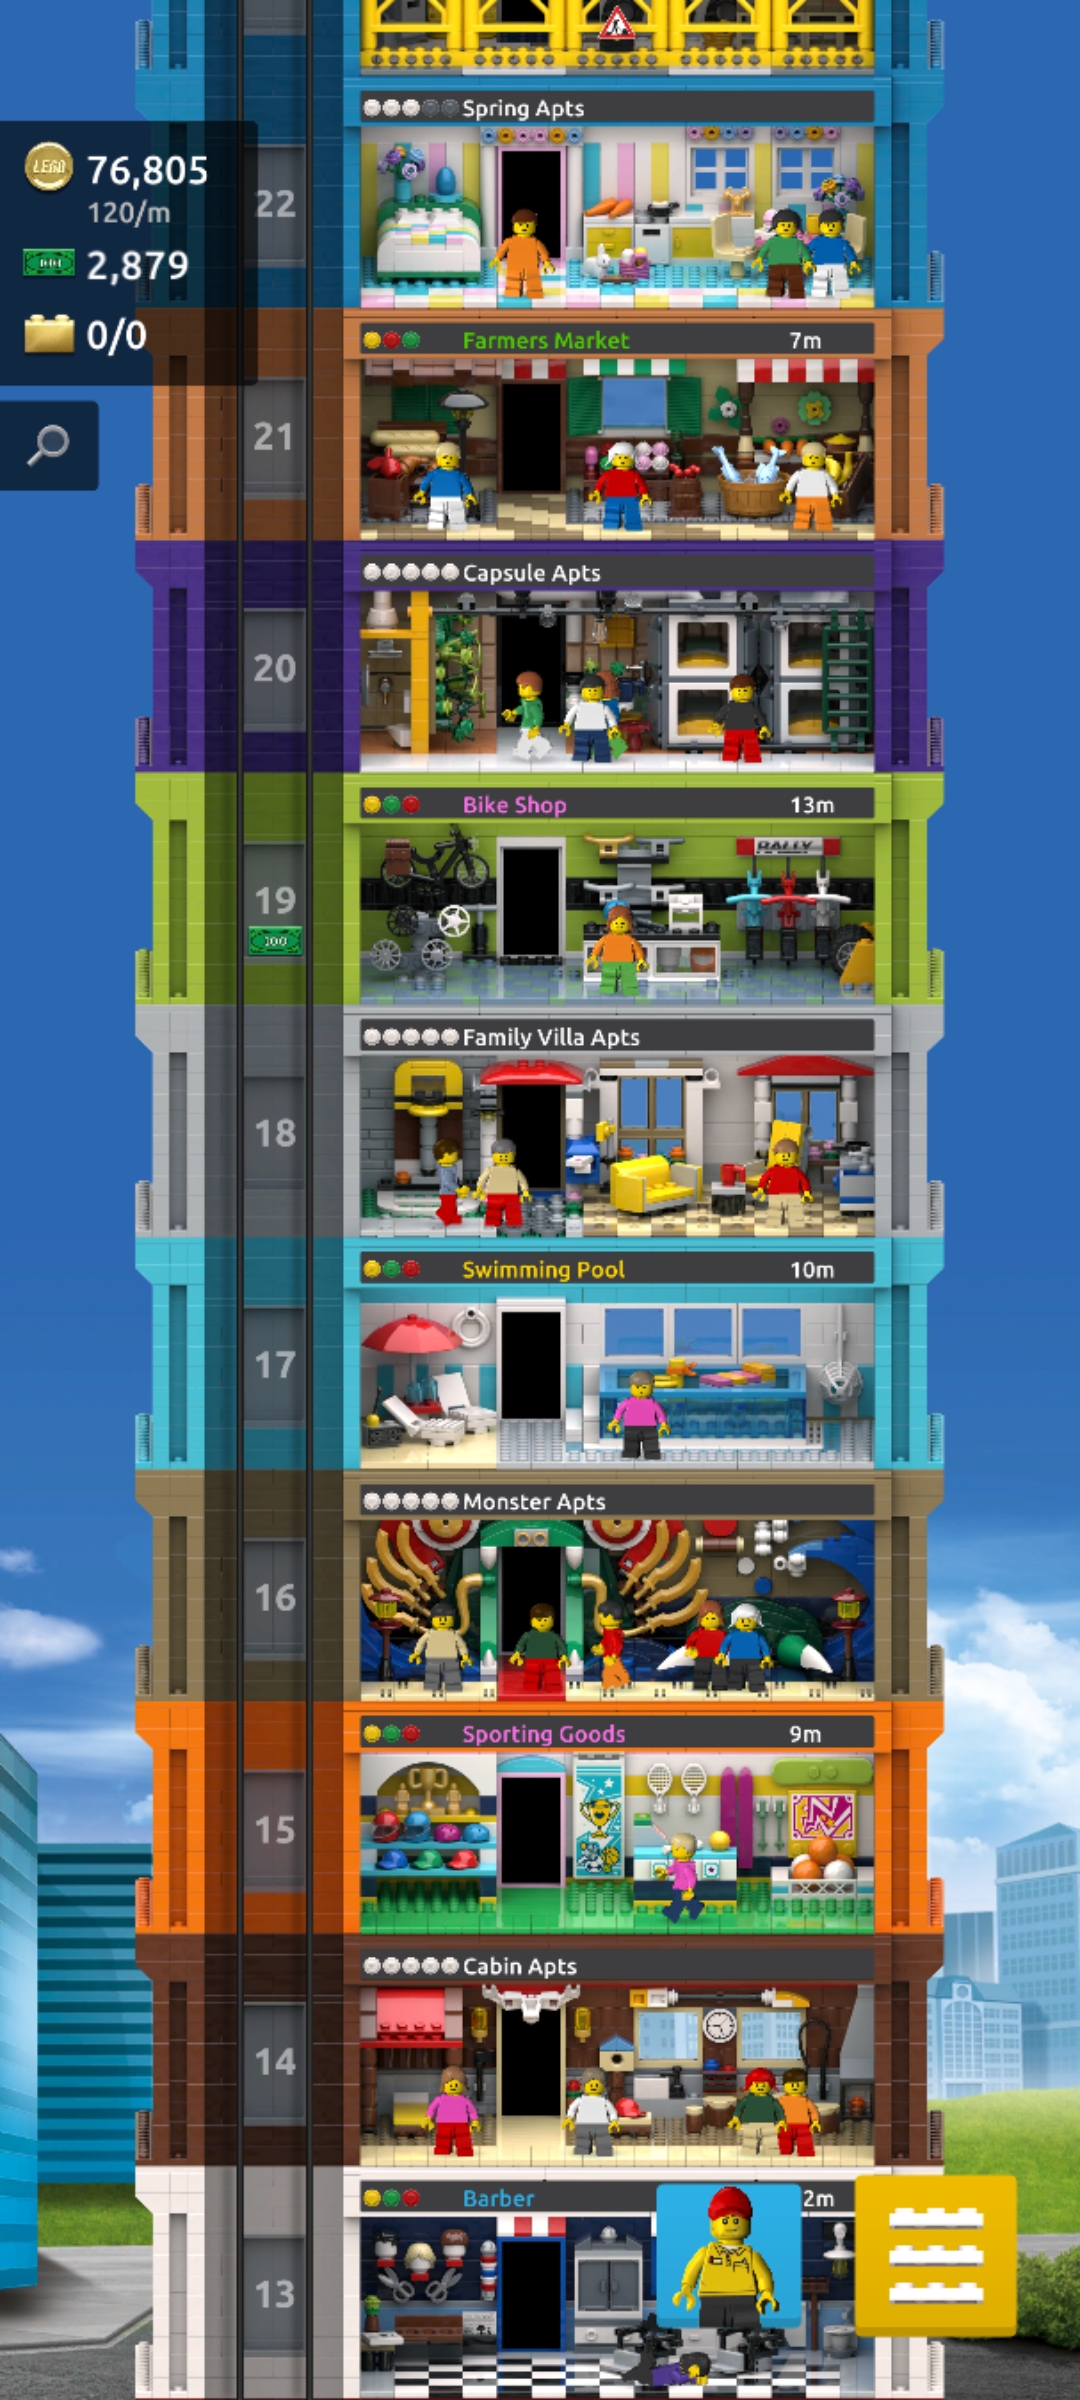 Spring Apts
LEGO 76,805
120/m
22
2,879
0/0
Farmers Market 7m
21
Capsule Apts
20
Bike Shop 13m
RALLY
19
100
Family Villa Apts
18
Swimming Pool 10m
17
Monster Apts
16
Sporting Goods 9m
15
Cabin Apts
14
Barber 2m
13